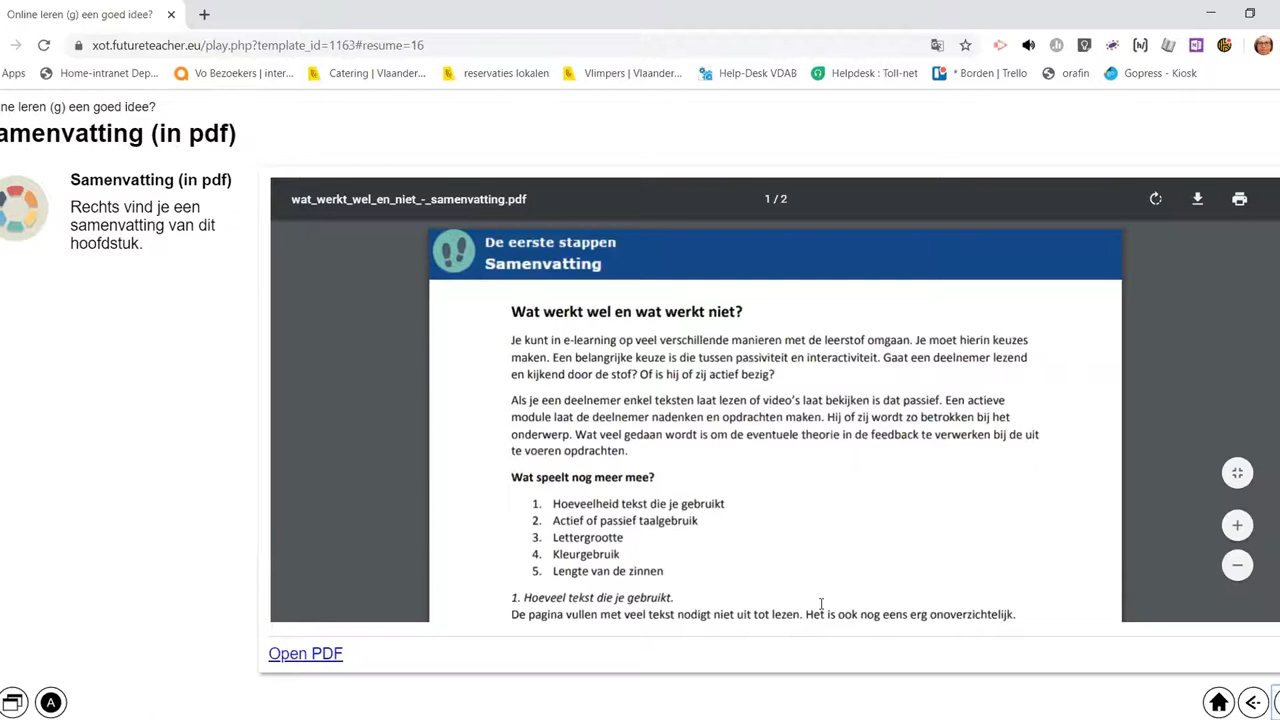 Online leren (g) een goed idee?
xot.futureteacher.eu/play.php?template_id=1163#resume=16
Apps Home-intranet Dep... Vo Bezoekers | inter... Catering | Vlaander... reservaties lokalen Vlimpers | Vlaander... Help-Desk VDAB Helpdesk : Toll-net * Borden | Trello orafin Gopress - Kiosk
ne leren (g) een goed idee?
amenvatting (in pdf)
Samenvatting (in pdf)
Rechts vind je een
samenvatting van dit
hoofdstuk.
wat_werkt_wel_en_niet_-_samenvatting.pdf 1 / 2
De eerste stappen
Samenvatting
Wat werkt wel en wat werkt niet?
Je kunt in e-learning op veel verschillende manieren met de leerstof omgaan. Je moet hierin keuzes
maken. Een belangrijke keuze is die tussen passiviteit en interactiviteit. Gaat een deelnemer lezend
en kijkend door de stof? Of is hij of zij actief bezig?
Als je een deelnemer enkel teksten laat lezen of video's laat bekijken is dat passief. Een actieve
module laat de deelnemer nadenken en opdrachten maken. Hij of zij wordt zo betrokken bij het
onderwerp. Wat veel gedaan wordt is om de eventuele theorie in de feedback te verwerken bij de uit
te voeren opdrachten.
Wat speelt nog meer mee?
1. Hoeveelheid tekst die je gebruikt
2. Actief of passief taalgebruik
3. Lettergrootte
4. Kleurgebruik
5. Lengte van de zinnen
1. Hoeveel tekst die je gebruikt.
De pagina vullen met veel tekst nodigt niet uit tot lezen. Het is ook nog eens erg onoverzichtelijk.
Open PDF
A